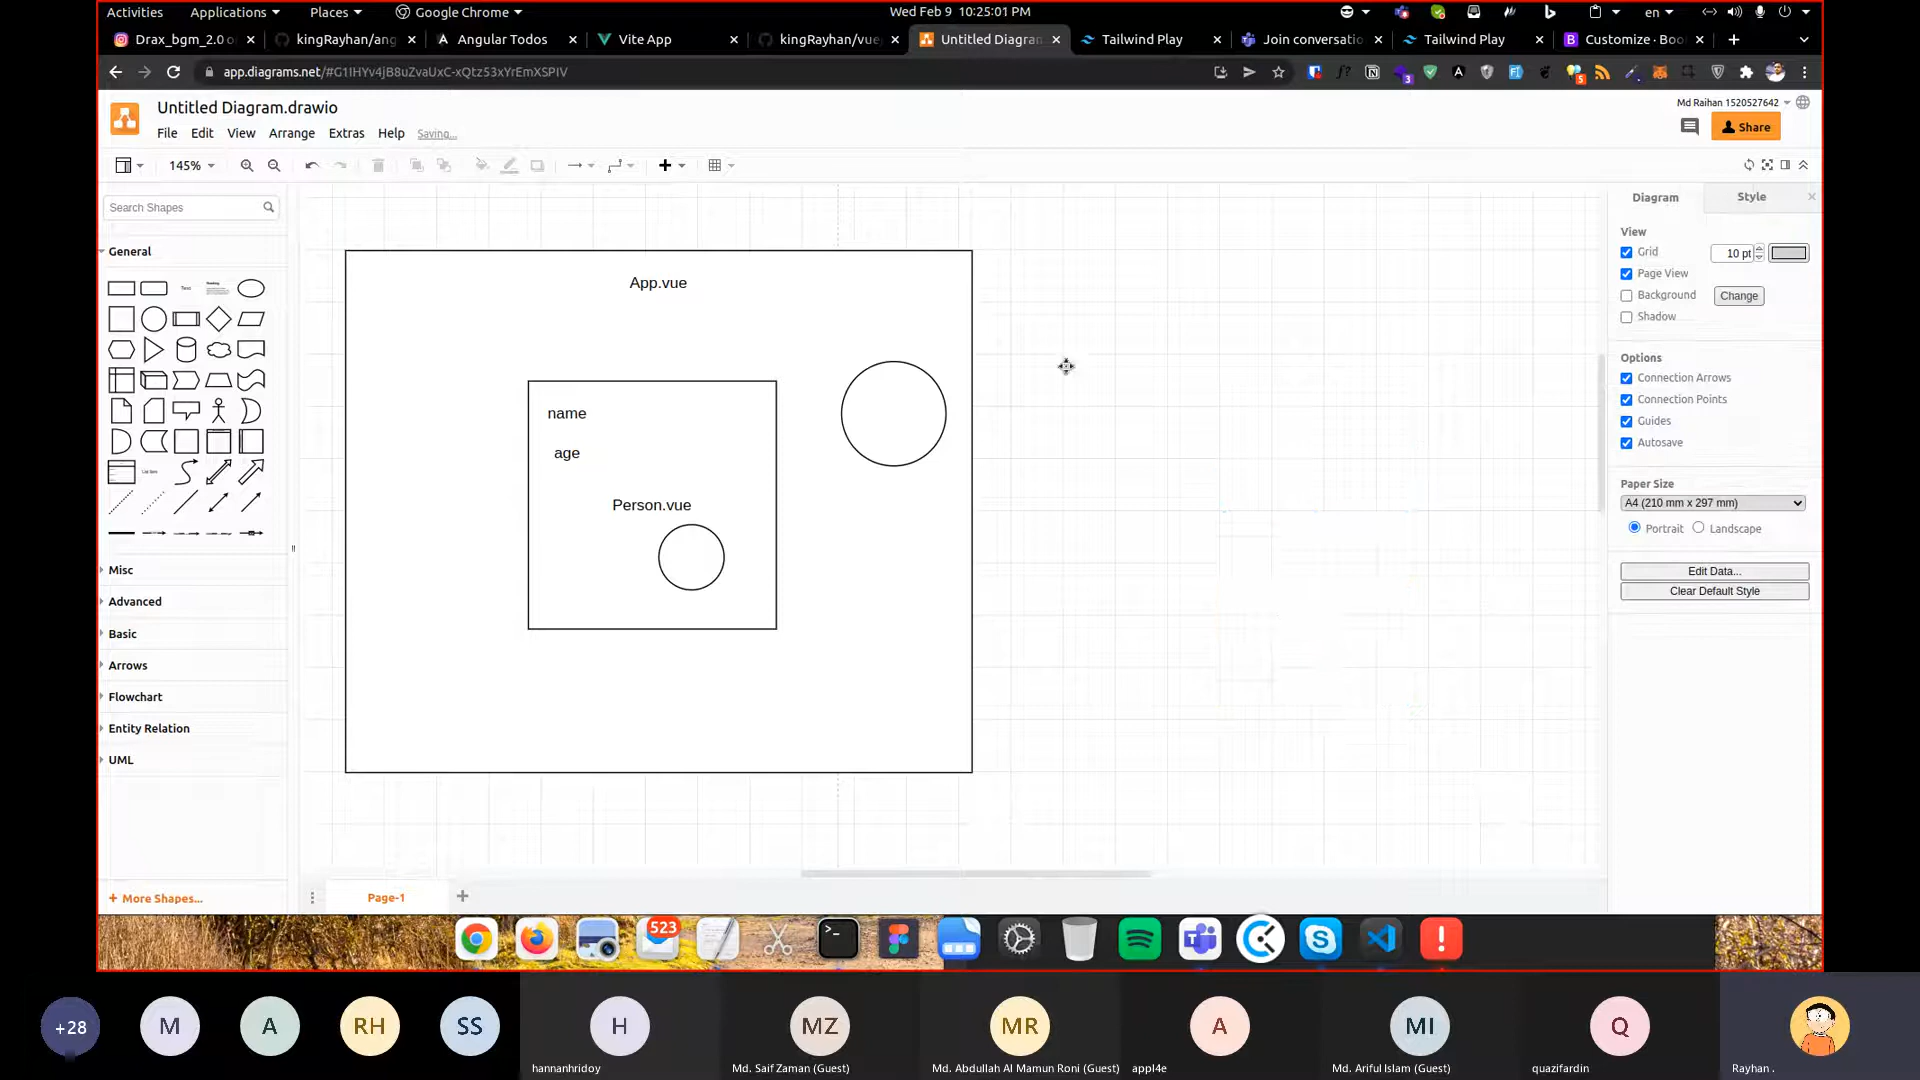 Activities Applications Places Google Chrome Wed Feb 9 10:25:01 PM en
Drax_bgm_2.0 o kingRayhan/ang Angular Todos Vite App kingRayhan/vue Untitled Diagram Tailwind Play Join conversatio Tailwind Play Customize · Boo
app.diagrams.net/#G1IHYv4jB8uZvaUxC-xQtz53xYrEmXSPIV
Untitled Diagram.drawio
Md Raihan 1520527642
File Edit View Arrange Extras Help Saving...
Share
145%
Search Shapes
General
Text
Misc
Advanced
Basic
Arrows
Flowchart
Entity Relation
UML
+ More Shapes...
App.vue
name
age
Person.vue
Page-1
Diagram Style
View
Grid 10 pt
Page View
Background Change
Shadow
Options
Connection Arrows
Connection Points
Guides
Autosave
Paper Size
A4 (210 mm x 297 mm)
Portrait Landscape
Edit Data...
Clear Default Style
523
+28 M A RH SS H MZ MR A MI Q
hannanhridoy Md. Saif Zaman (Guest) Md. Abdullah Al Mamun Roni (Guest) appl4e Md. Ariful Islam (Guest) quazifardin Rayhan .